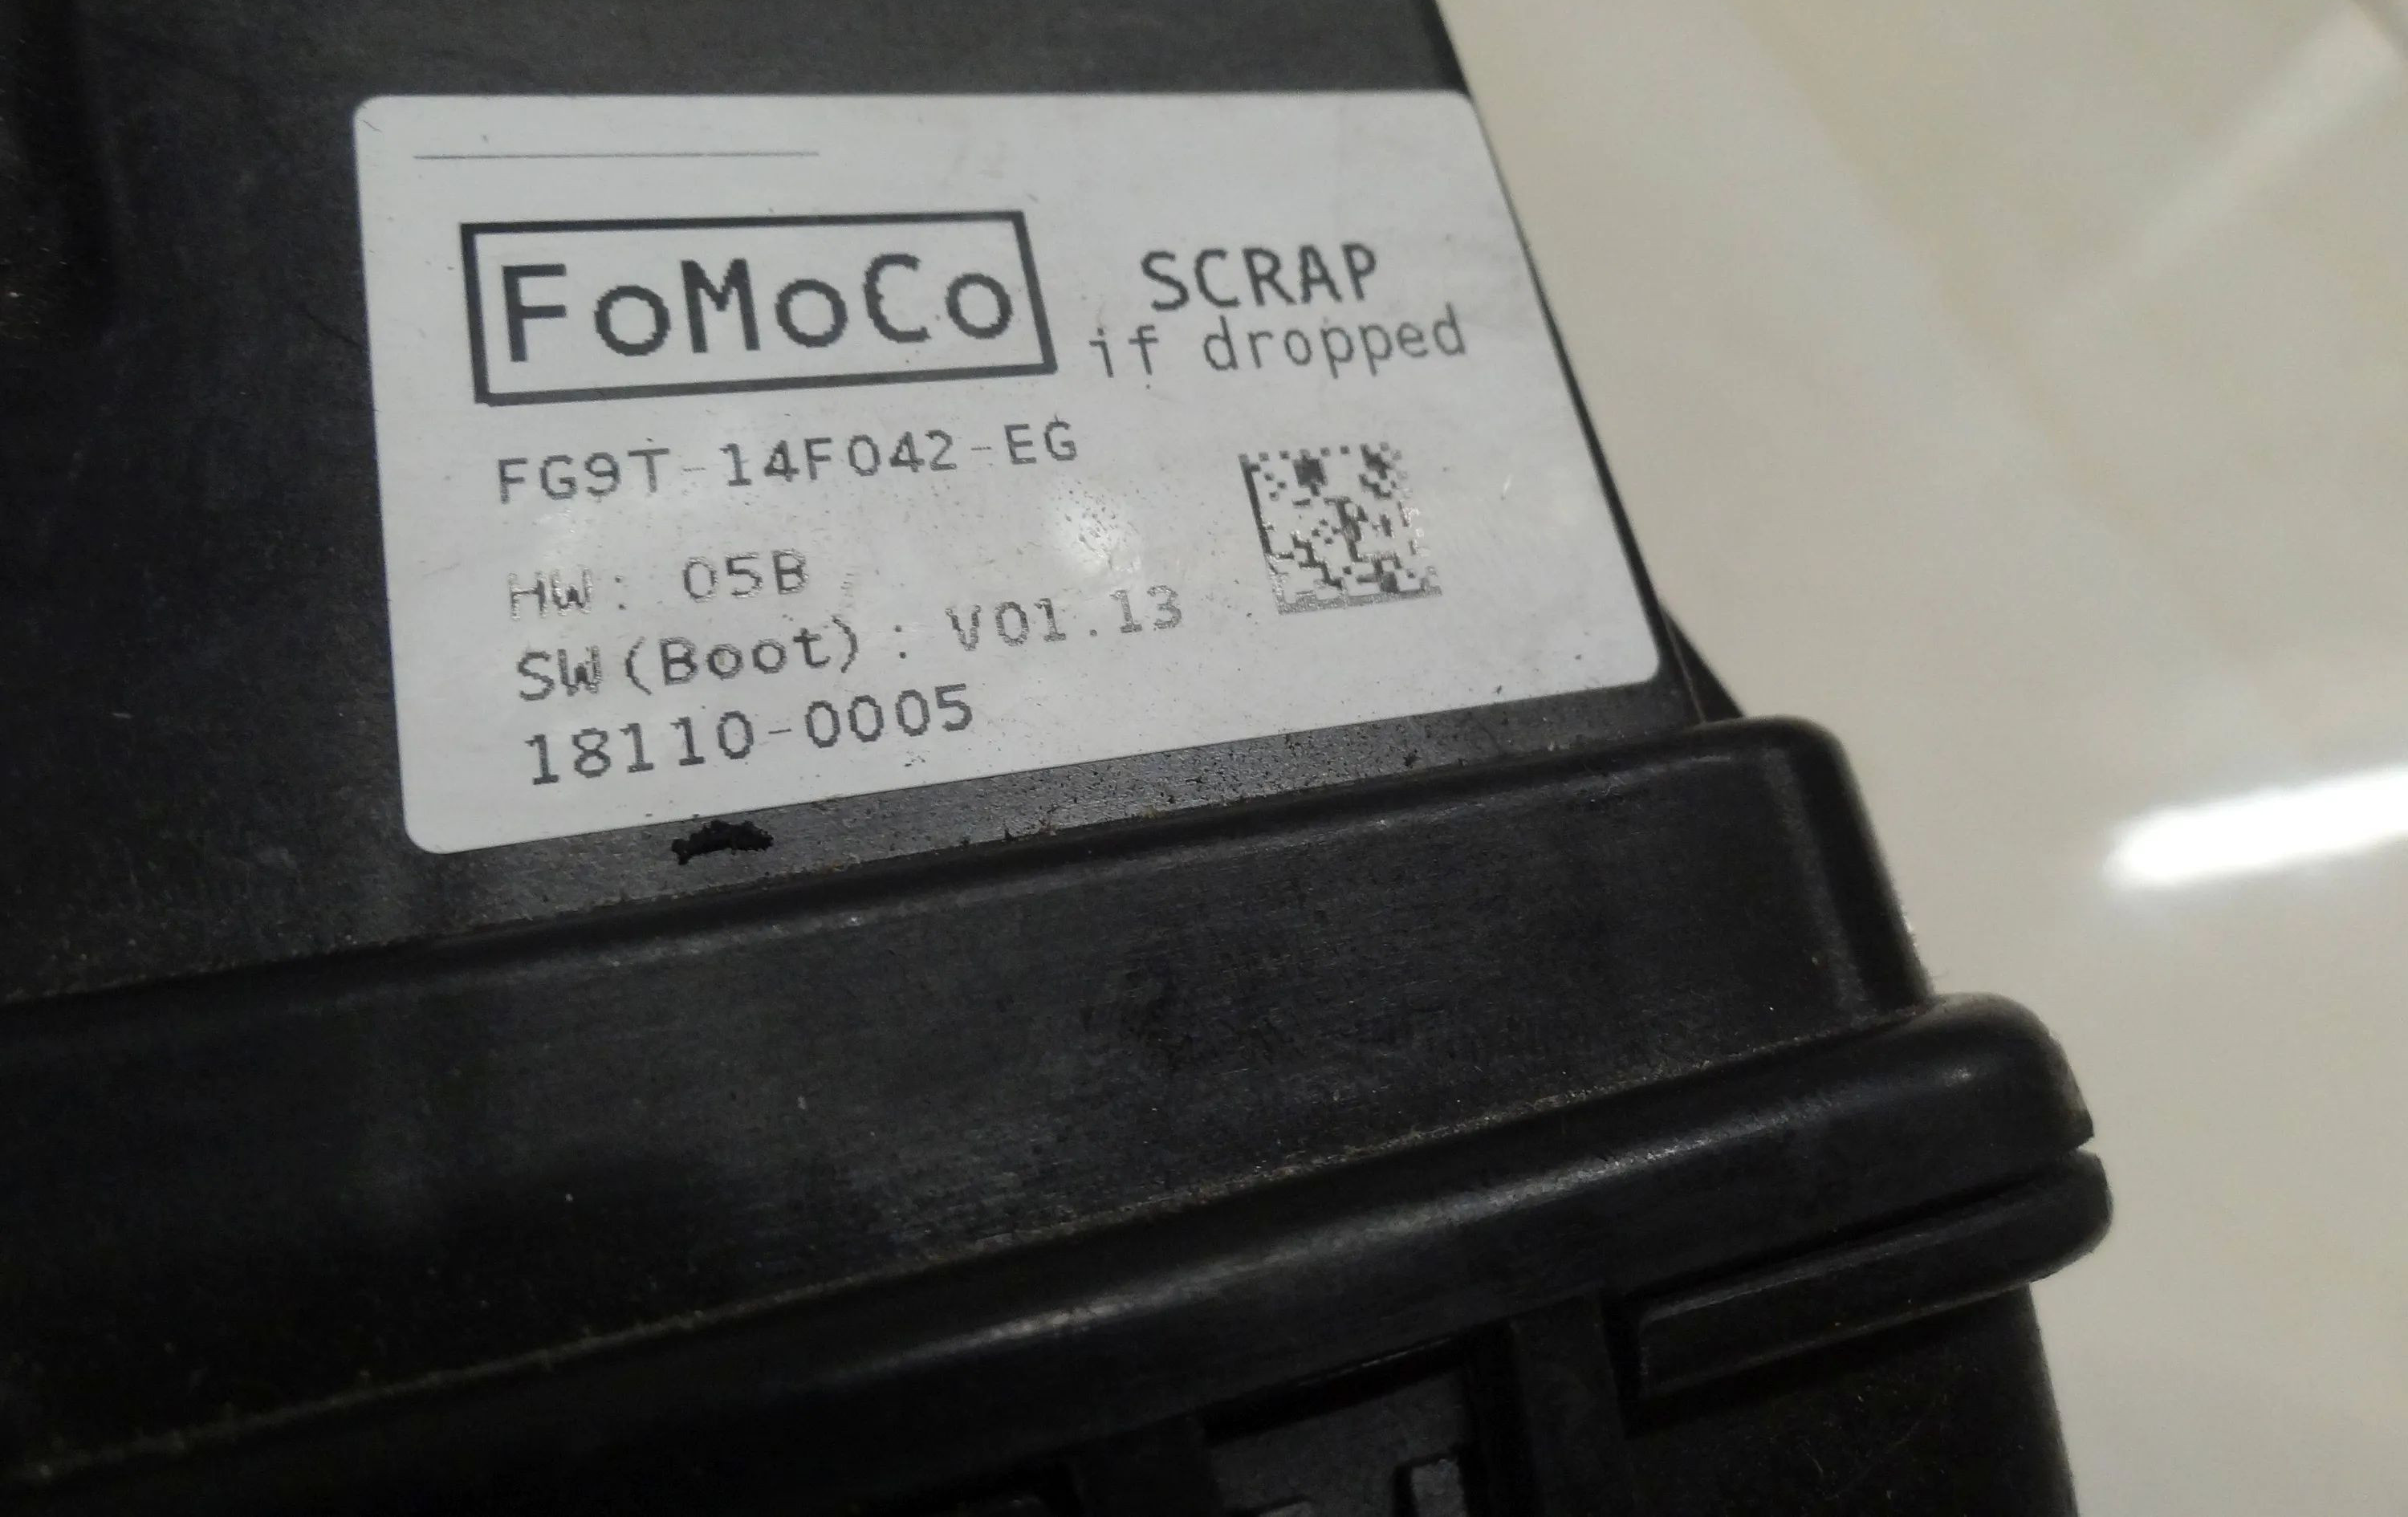 FoMoCo
SCRAP
if dropped
FG9T-14F042-EG
HW: 05B
SW(Boot): V01.13
18110-0005